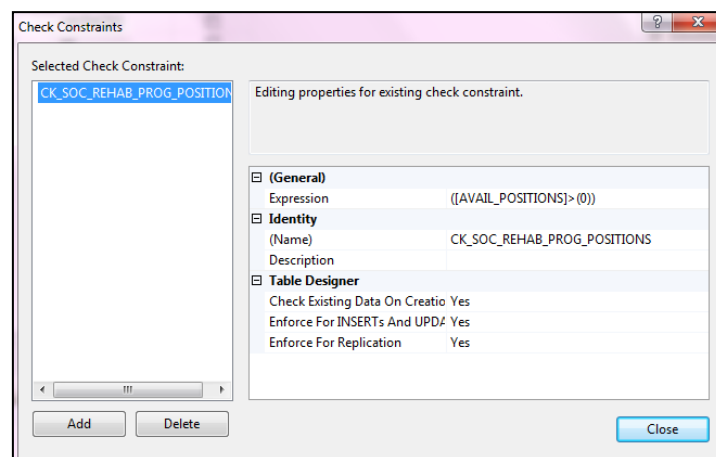 Check Constraints
Selected Check Constraint:
CK_SOC_REHAB_PROG_POSITION
Editing properties for existing check constraint.
(General)
Expression ([AVAIL_POSITIONS]>(0))
Identity
(Name) CK_SOC_REHAB_PROG_POSITIONS
Description
Table Designer
Check Existing Data On Creatio Yes
Enforce For INSERTs And UPDA Yes
Enforce For Replication Yes
Add Delete
Close